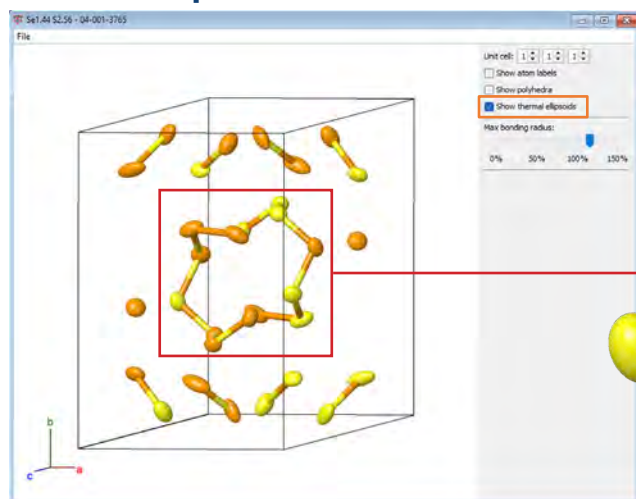 Se1.44 S2.56 - 04-001-3765
File
Unit cell: 1 1 1
Show atom labels
Show polyhedra
Show thermal ellipsoids
Max bonding radius:
0% 50% 100% 150%
b
a
c